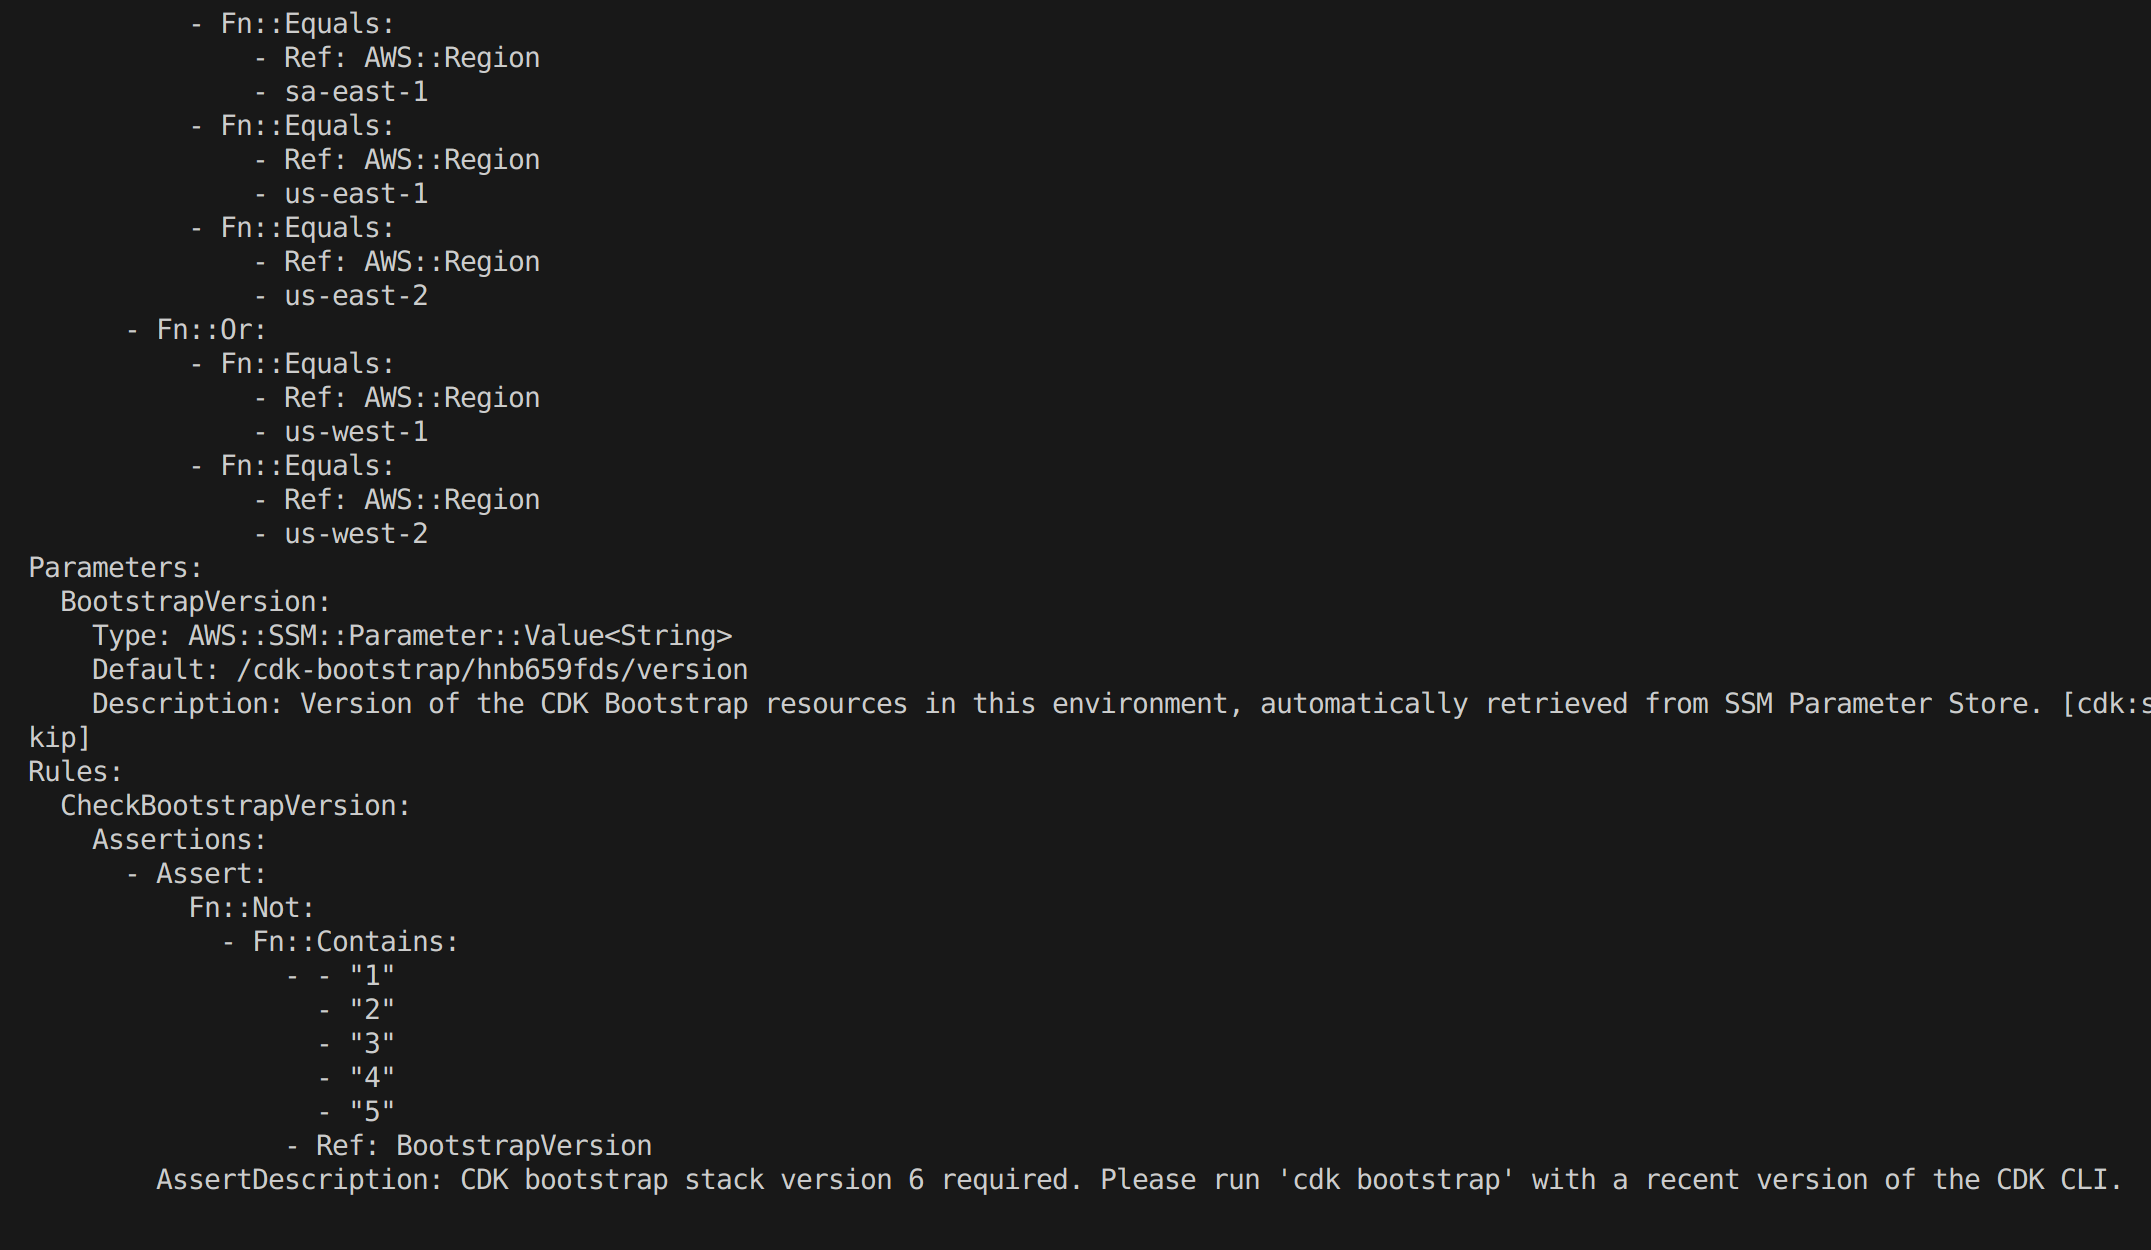 - Fn::Equals:
              - Ref: AWS::Region
              - sa-east-1
          - Fn::Equals:
              - Ref: AWS::Region
              - us-east-1
          - Fn::Equals:
              - Ref: AWS::Region
              - us-east-2
      - Fn::Or:
          - Fn::Equals:
              - Ref: AWS::Region
              - us-west-1
          - Fn::Equals:
              - Ref: AWS::Region
              - us-west-2
Parameters:
  BootstrapVersion:
    Type: AWS::SSM::Parameter::Value<String>
    Default: /cdk-bootstrap/hnb659fds/version
    Description: Version of the CDK Bootstrap resources in this environment, automatically retrieved from SSM Parameter Store. [cdk:s
kip]
Rules:
  CheckBootstrapVersion:
    Assertions:
      - Assert:
          Fn::Not:
            - Fn::Contains:
                - - "1"
                  - "2"
                  - "3"
                  - "4"
                  - "5"
                - Ref: BootstrapVersion
        AssertDescription: CDK bootstrap stack version 6 required. Please run 'cdk bootstrap' with a recent version of the CDK CLI.